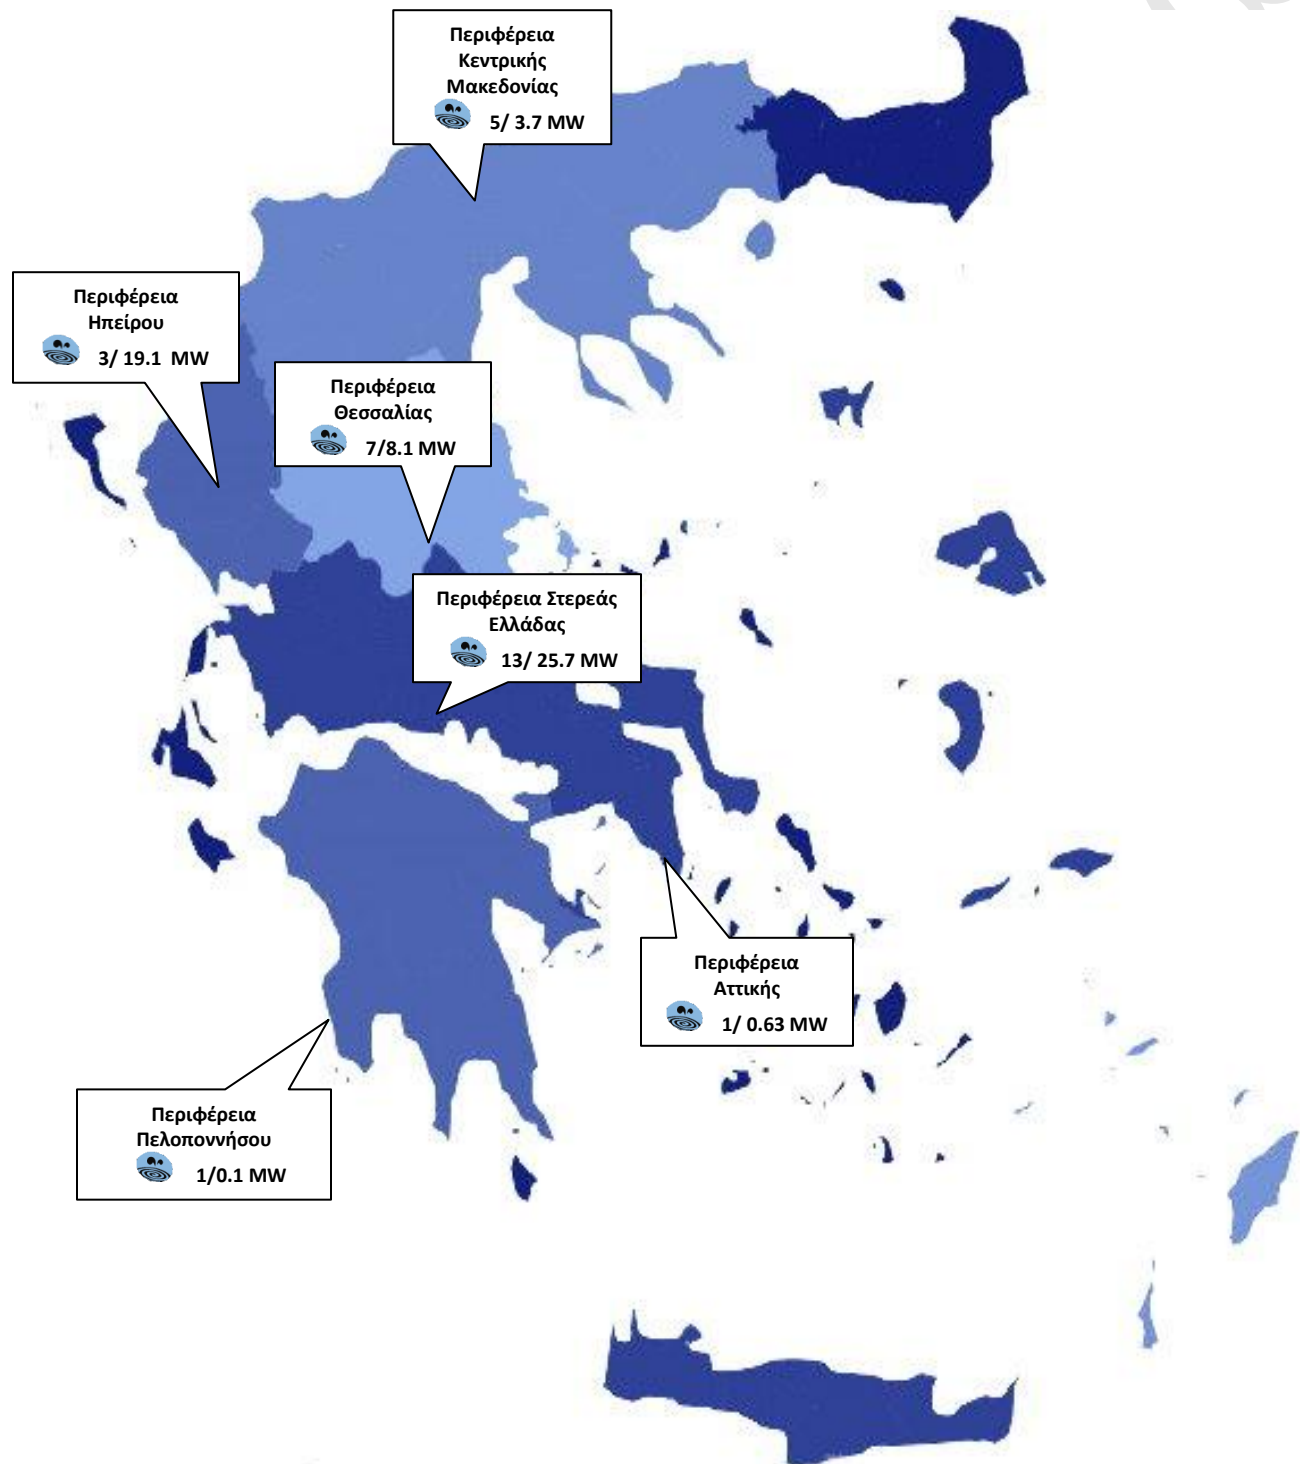 Περιφέρεια
Κεντρικής
Μακεδονίας
5/ 3.7 MW
Περιφέρεια
Ηπείρου
3/ 19.1 MW
Περιφέρεια
Θεσσαλίας
7/8.1 MW
Περιφέρεια Στερεάς
Ελλάδας
13/ 25.7 MW
Περιφέρεια
Αττικής
1/ 0.63 MW
Περιφέρεια
Πελοποννήσου
1/0.1 MW